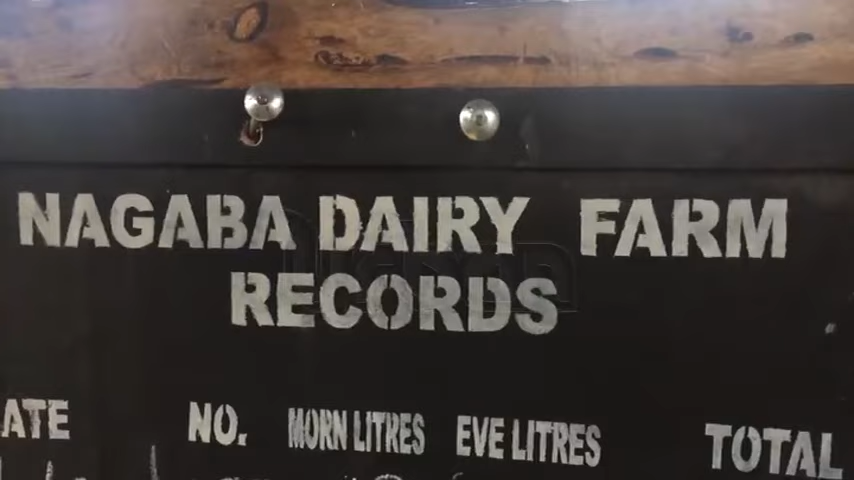 NAGABA DAIRY FARM
RECORDS
ATE NO. MORN LITRES EVE LITRES TOTAL